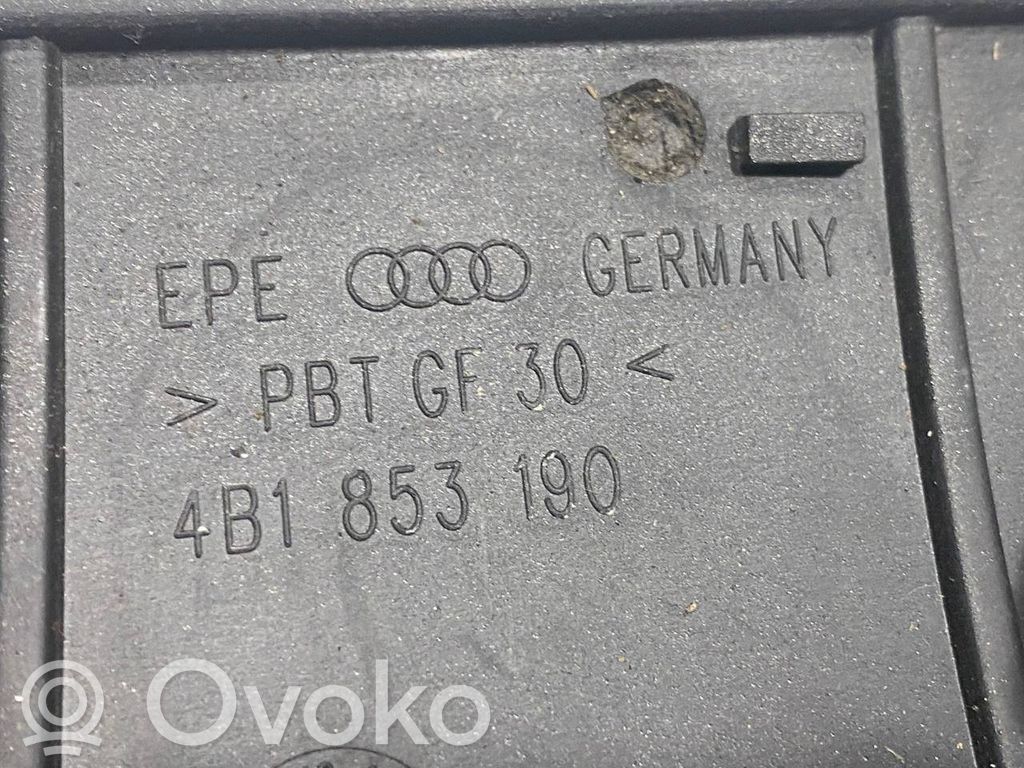 EPE GERMANY
> PBT GF 30 <
4B1 853 190
Ovoko